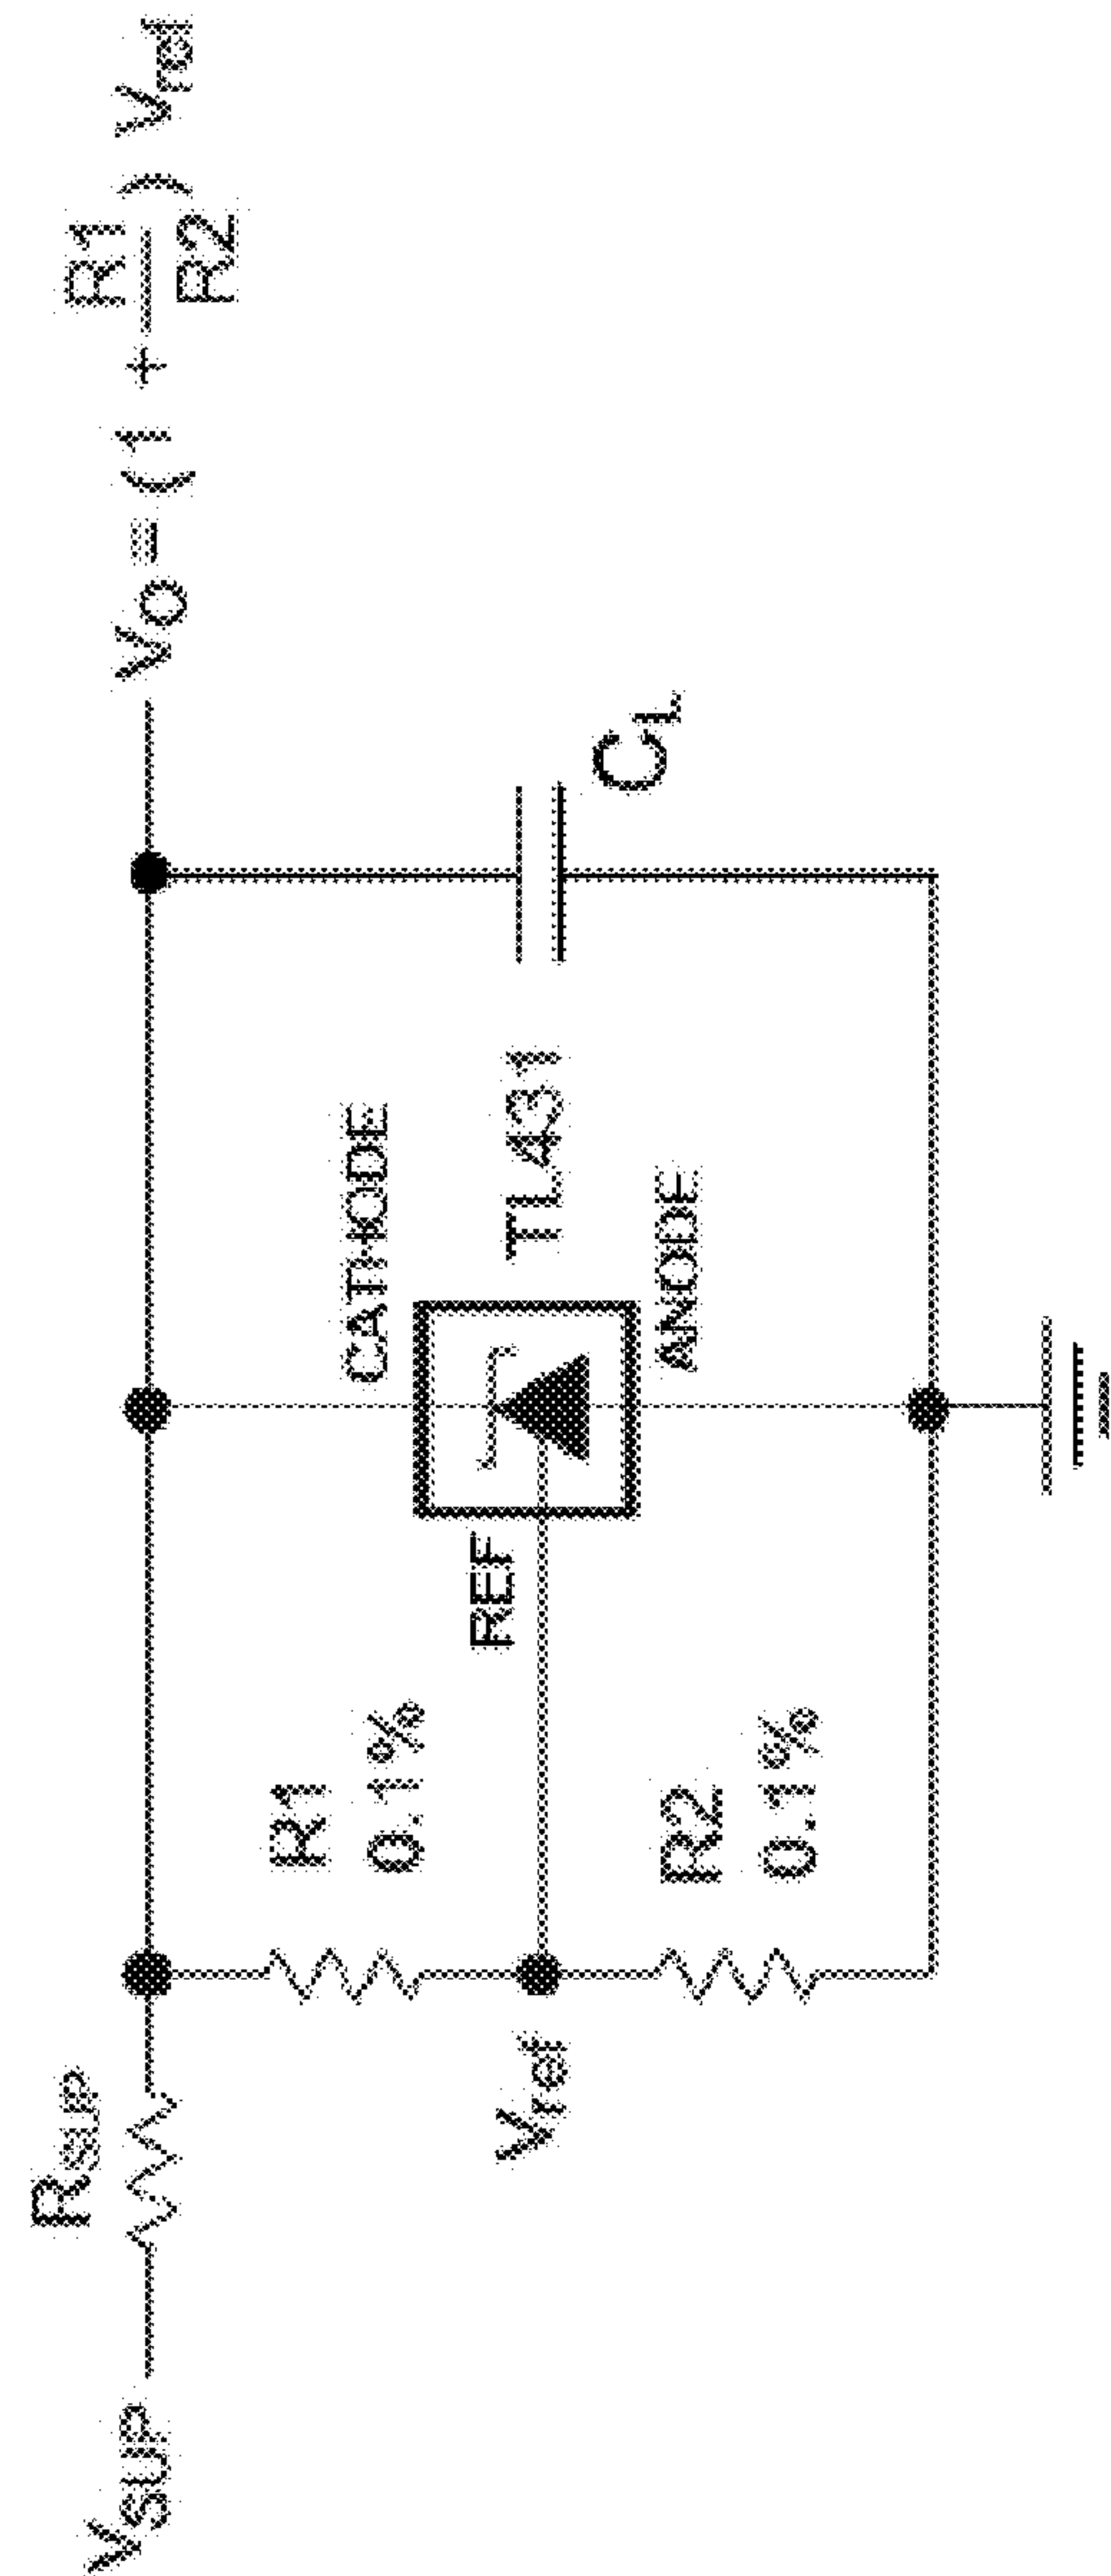 VSUP
RSUP
R1
0.1%
Vref
R2
0.1%
REF
CATHODE
TL431
ANODE
CL
VO=(1 + R1/R2) Vref